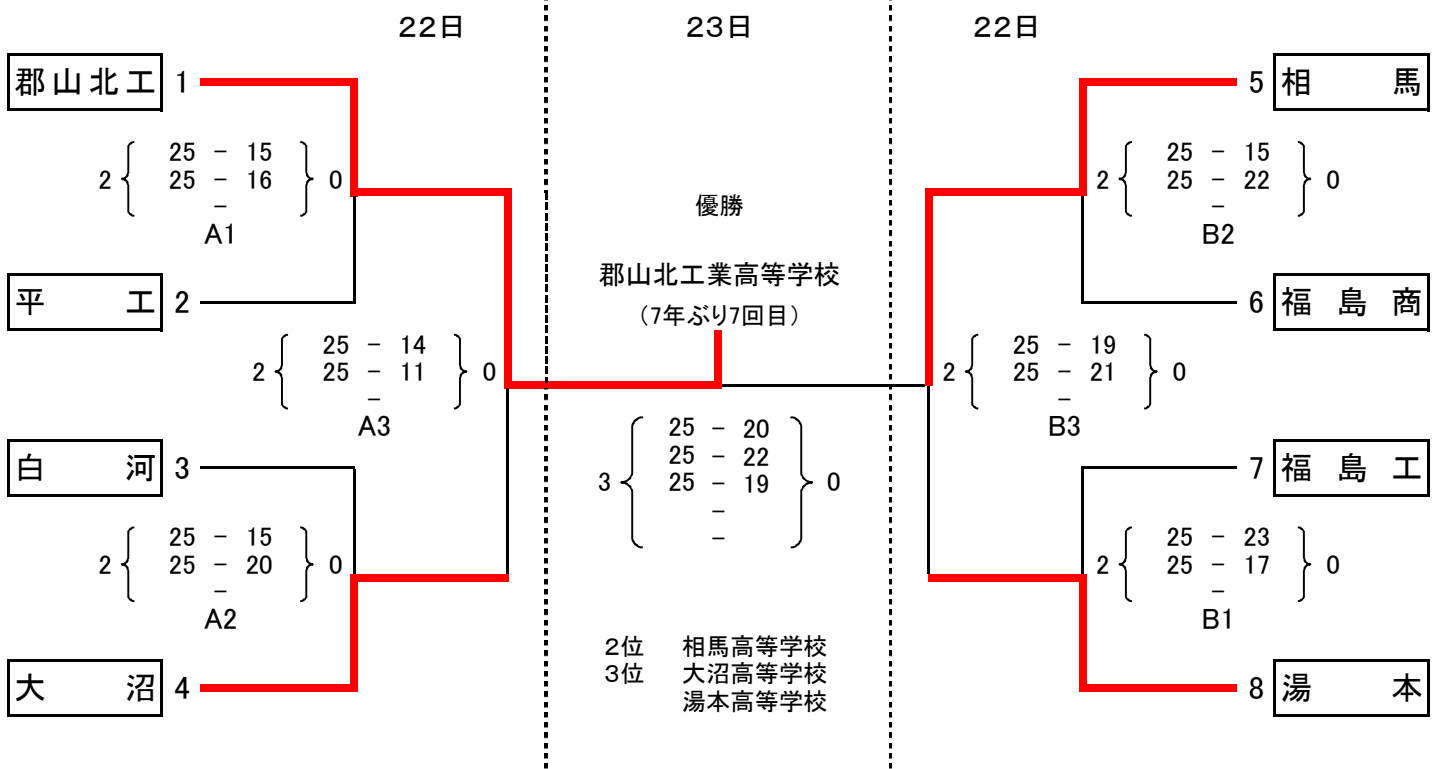 22日 23日 22日
郡山北工 1
25 - 15
2 25 - 16 0
-
A1
平 工 2
25 - 14
2 25 - 11 0
-
A3
白 河 3
25 - 15
2 25 - 20 0
-
A2
大 沼 4
優勝
郡山北工業高等学校
（7年ぶり7回目）
25 - 20
25 - 22
3 25 - 19 0
-
-
2位 相馬高等学校
3位 大沼高等学校
湯本高等学校
5 相 馬
25 - 15
2 25 - 22 0
-
B2
6 福 島 商
25 - 19
2 25 - 21 0
-
B3
7 福 島 工
25 - 23
2 25 - 17 0
-
B1
8 湯 本